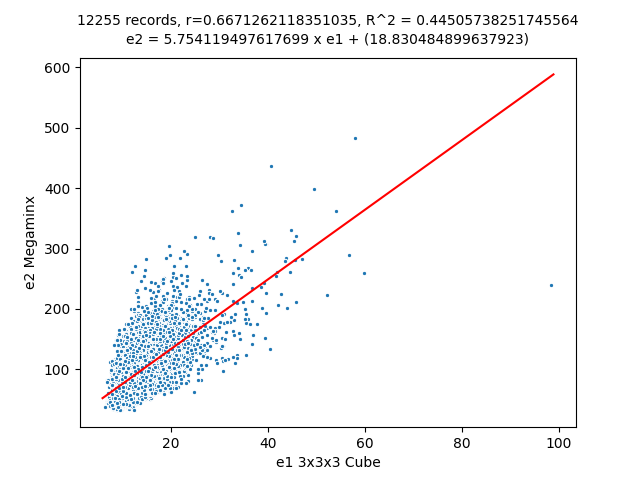 12255 records, r=0.6671262118351035, R^2 = 0.44505738251745564
e2 = 5.754119497617699 x e1 + (18.830484899637923)
600
500
400
300
200
100
e2 Megaminx
20
40
60
80
100
e1 3x3x3 Cube